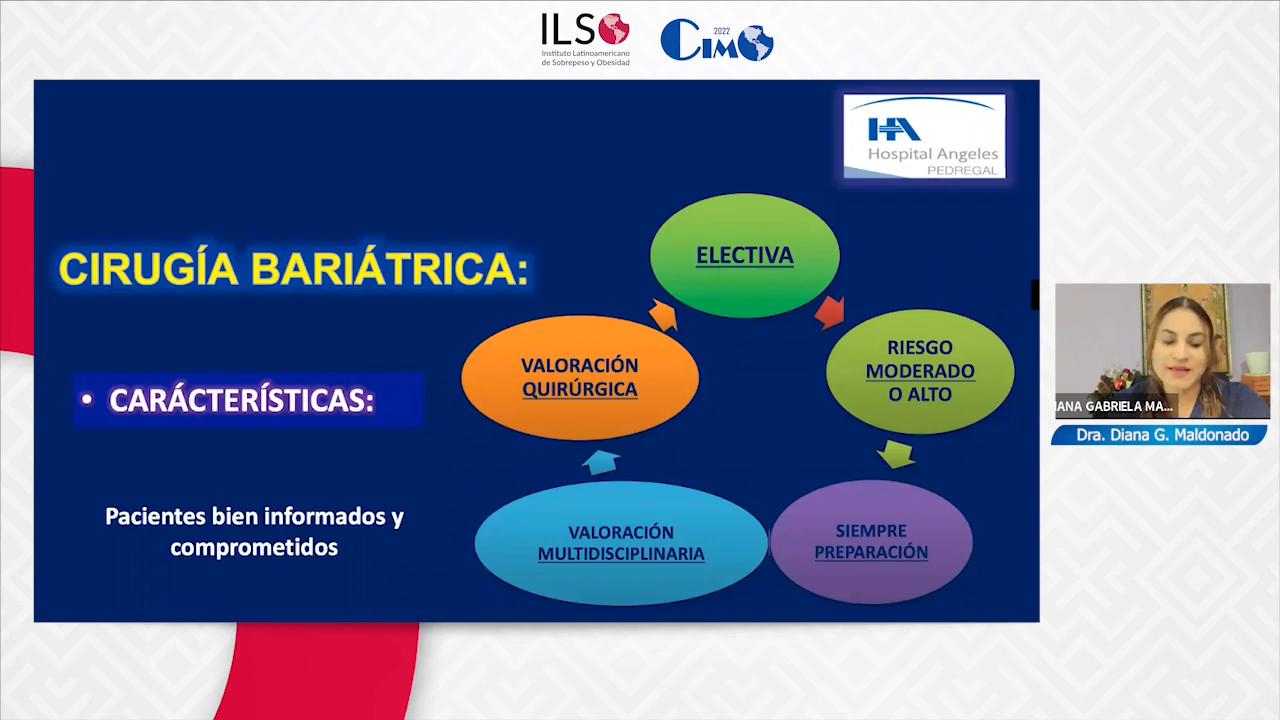 ILSO
Instituto Latinoamericano
de Sobrepeso y Obesidad
2022
CIMO
HA
Hospital Angeles
PEDREGAL
CIRUGÍA BARIÁTRICA:
• CARÁCTERÍSTICAS:
Pacientes bien informados y
comprometidos
ELECTIVA
RIESGO
MODERADO
O ALTO
SIEMPRE
PREPARACIÓN
VALORACIÓN
MULTIDISCIPLINARIA
VALORACIÓN
QUIRÚRGICA
IANA GABRIELA MA...
Dra. Diana G. Maldonado